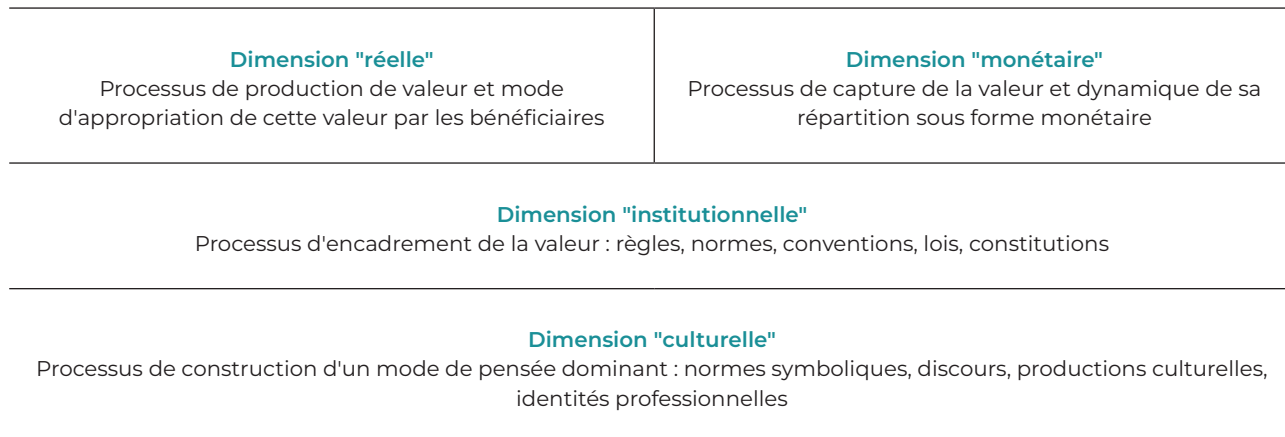 Dimension "réelle"
Processus de production de valeur et mode
d'appropriation de cette valeur par les bénéficiaires
Dimension "monétaire"
Processus de capture de la valeur et dynamique de sa
répartition sous forme monétaire
Dimension "institutionnelle"
Processus d'encadrement de la valeur : règles, normes, conventions, lois, constitutions
Dimension "culturelle"
Processus de construction d'un mode de pensée dominant : normes symboliques, discours, productions culturelles,
identités professionnelles